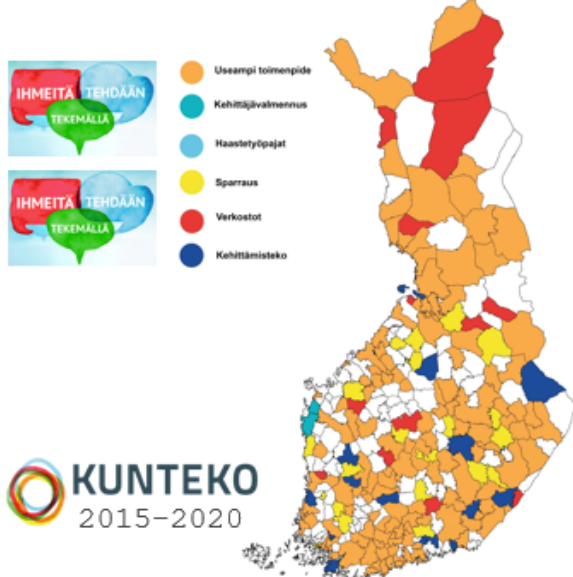 IHMEITÄ TEHDÄÄN
TEKEMÄLLÄ
IHMEITÄ TEHDÄÄN
TEKEMÄLLÄ
Useampi toimenpide
Kehittäjävalmennus
Haastetyöpajat
Sparraus
Verkostot
Kehittämisteko
KUNTEKO
2015–2020